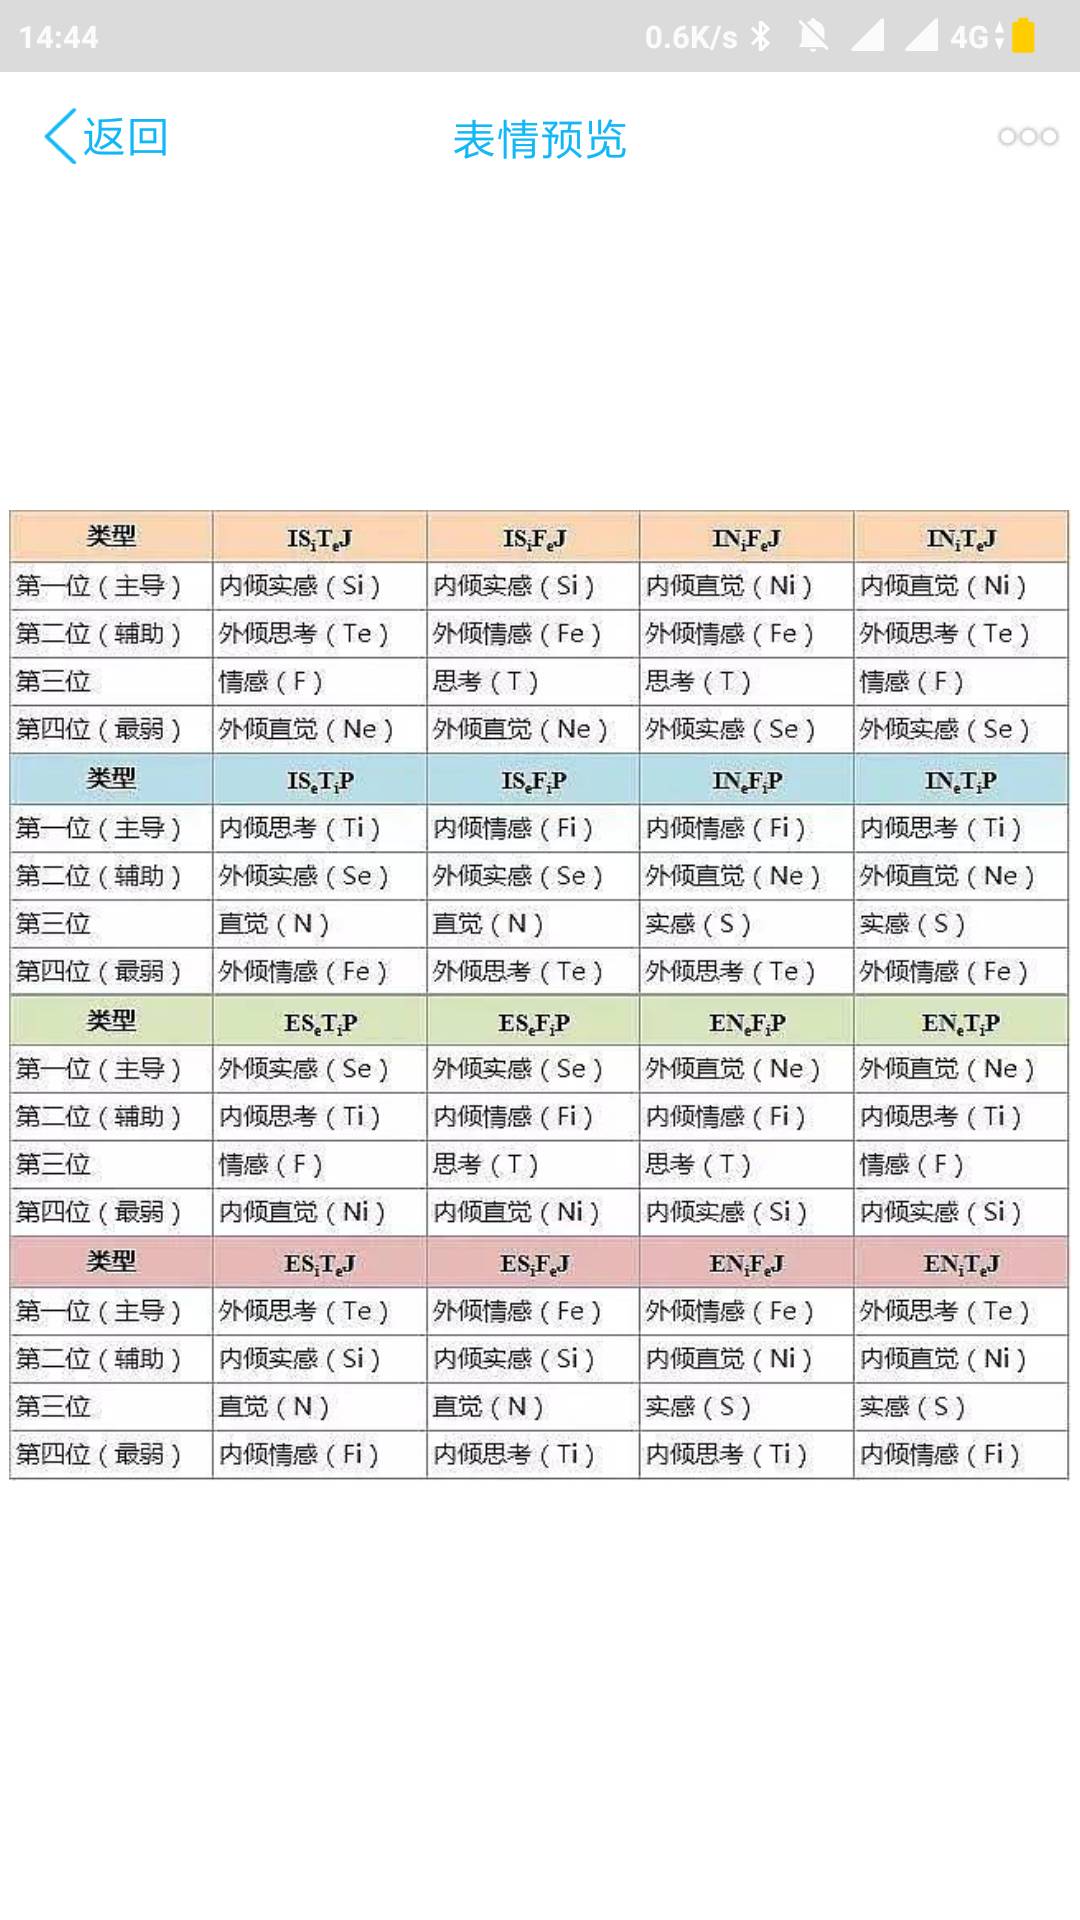 14:44 0.6K/s 4G
返回 表情预览
类型 ISiTeJ ISiFeJ INiFeJ INiTeJ
第一位（主导） 内倾实感（Si） 内倾实感（Si） 内倾直觉（Ni） 内倾直觉（Ni）
第二位（辅助） 外倾思考（Te） 外倾情感（Fe） 外倾情感（Fe） 外倾思考（Te）
第三位 情感（F） 思考（T） 思考（T） 情感（F）
第四位（最弱） 外倾直觉（Ne） 外倾直觉（Ne） 外倾实感（Se） 外倾实感（Se）
类型 ISeTiP ISeFiP INeFiP INeTiP
第一位（主导） 内倾思考（Ti） 内倾情感（Fi） 内倾情感（Fi） 内倾思考（Ti）
第二位（辅助） 外倾实感（Se） 外倾实感（Se） 外倾直觉（Ne） 外倾直觉（Ne）
第三位 直觉（N） 直觉（N） 实感（S） 实感（S）
第四位（最弱） 外倾情感（Fe） 外倾思考（Te） 外倾思考（Te） 外倾情感（Fe）
类型 ESeTiP ESeFiP ENeFiP ENeTiP
第一位（主导） 外倾实感（Se） 外倾实感（Se） 外倾直觉（Ne） 外倾直觉（Ne）
第二位（辅助） 内倾思考（Ti） 内倾情感（Fi） 内倾情感（Fi） 内倾思考（Ti）
第三位 情感（F） 思考（T） 思考（T） 情感（F）
第四位（最弱） 内倾直觉（Ni） 内倾直觉（Ni） 内倾实感（Si） 内倾实感（Si）
类型 ESiTeJ ESiFeJ ENiFeJ ENiTeJ
第一位（主导） 外倾思考（Te） 外倾情感（Fe） 外倾情感（Fe） 外倾思考（Te）
第二位（辅助） 内倾实感（Si） 内倾实感（Si） 内倾直觉（Ni） 内倾直觉（Ni）
第三位 直觉（N） 直觉（N） 实感（S） 实感（S）
第四位（最弱） 内倾情感（Fi） 内倾思考（Ti） 内倾思考（Ti） 内倾情感（Fi）